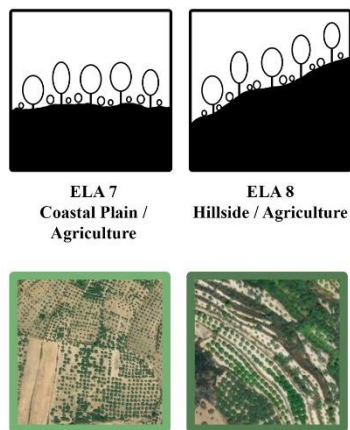 ELA 7
Coastal Plain /
Agriculture
ELA 8
Hillside / Agriculture